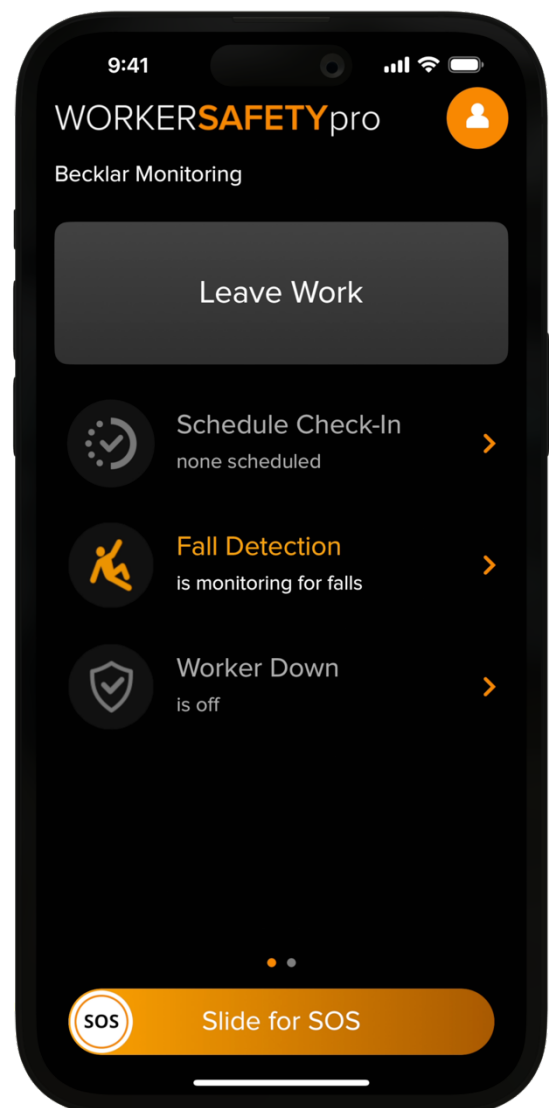 9:41
WORKERSAFETYpro
Becklar Monitoring
Leave Work
Schedule Check-In
none scheduled
Fall Detection
is monitoring for falls
Worker Down
is off
SOS Slide for SOS